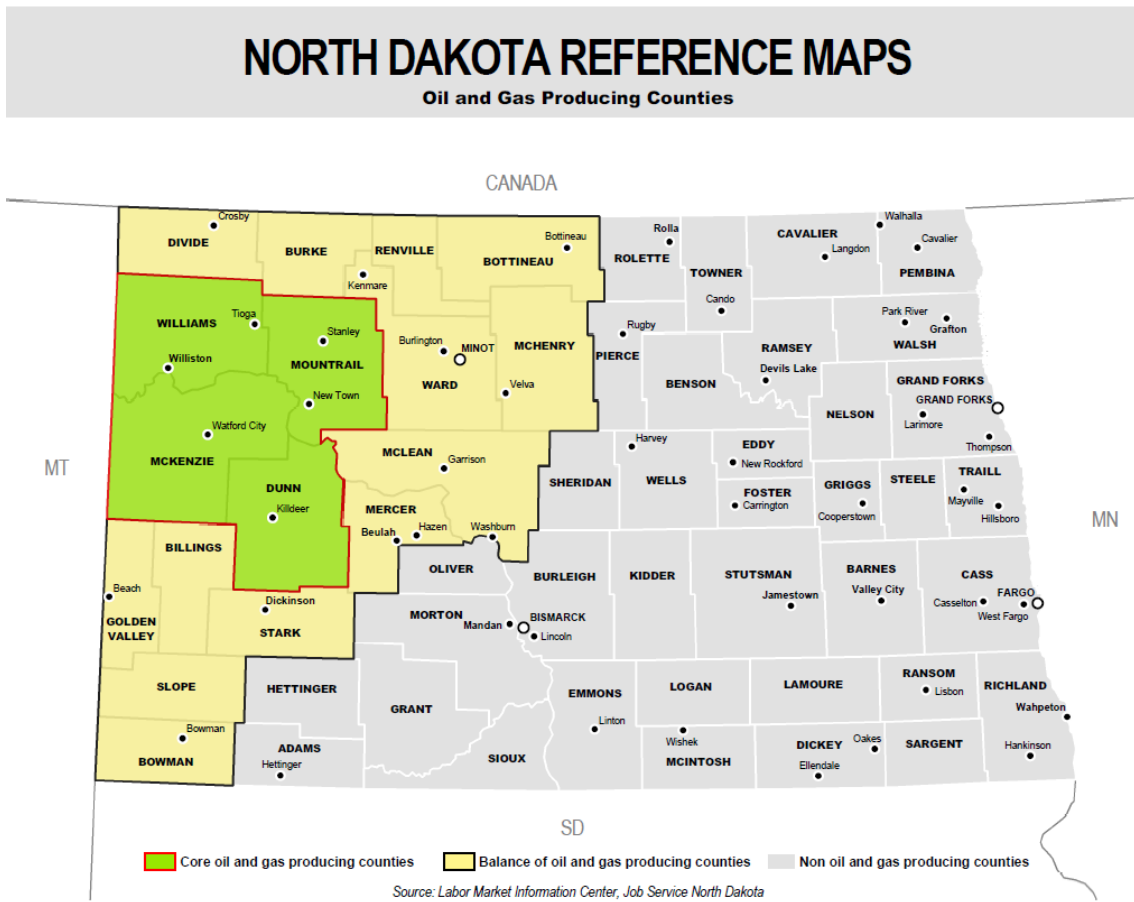 NORTH DAKOTA REFERENCE MAPS
Oil and Gas Producing Counties
CANADA
MT
MN
SD
DIVIDE
Crosby
BURKE
RENVILLE
Kenmare
BOTTINEAU
Bottineau
ROLETTE
Rolla
TOWNER
Cando
CAVALIER
Langdon
Walhalla
Cavalier
PEMBINA
WILLIAMS
Tioga
Williston
MOUNTRAIL
Stanley
New Town
Burlington
MINOT
WARD
MCHENRY
Velva
PIERCE
Rugby
BENSON
RAMSEY
Devils Lake
Park River
Grafton
WALSH
NELSON
GRAND FORKS
GRAND FORKS
Larimore
Thompson
MCKENZIE
Watford City
DUNN
Killdeer
MCLEAN
Garrison
Washburn
MERCER
Hazen
Beulah
SHERIDAN
Harvey
WELLS
EDDY
New Rockford
FOSTER
Carrington
GRIGGS
Cooperstown
STEELE
TRAILL
Mayville
Hillsboro
BILLINGS
Beach
GOLDEN
VALLEY
Dickinson
STARK
OLIVER
MORTON
Mandan
BISMARCK
Lincoln
BURLEIGH
KIDDER
STUTSMAN
Jamestown
BARNES
Valley City
CASS
Casselton
FARGO
West Fargo
SLOPE
HETTINGER
GRANT
BOWMAN
Bowman
ADAMS
Hettinger
SIOUX
EMMONS
Linton
LOGAN
Wishek
MCINTOSH
LAMOURE
DICKEY
Oakes
Ellendale
RANSOM
Lisbon
SARGENT
RICHLAND
Wahpeton
Hankinson
Core oil and gas producing counties
Balance of oil and gas producing counties
Non oil and gas producing counties
Source: Labor Market Information Center, Job Service North Dakota